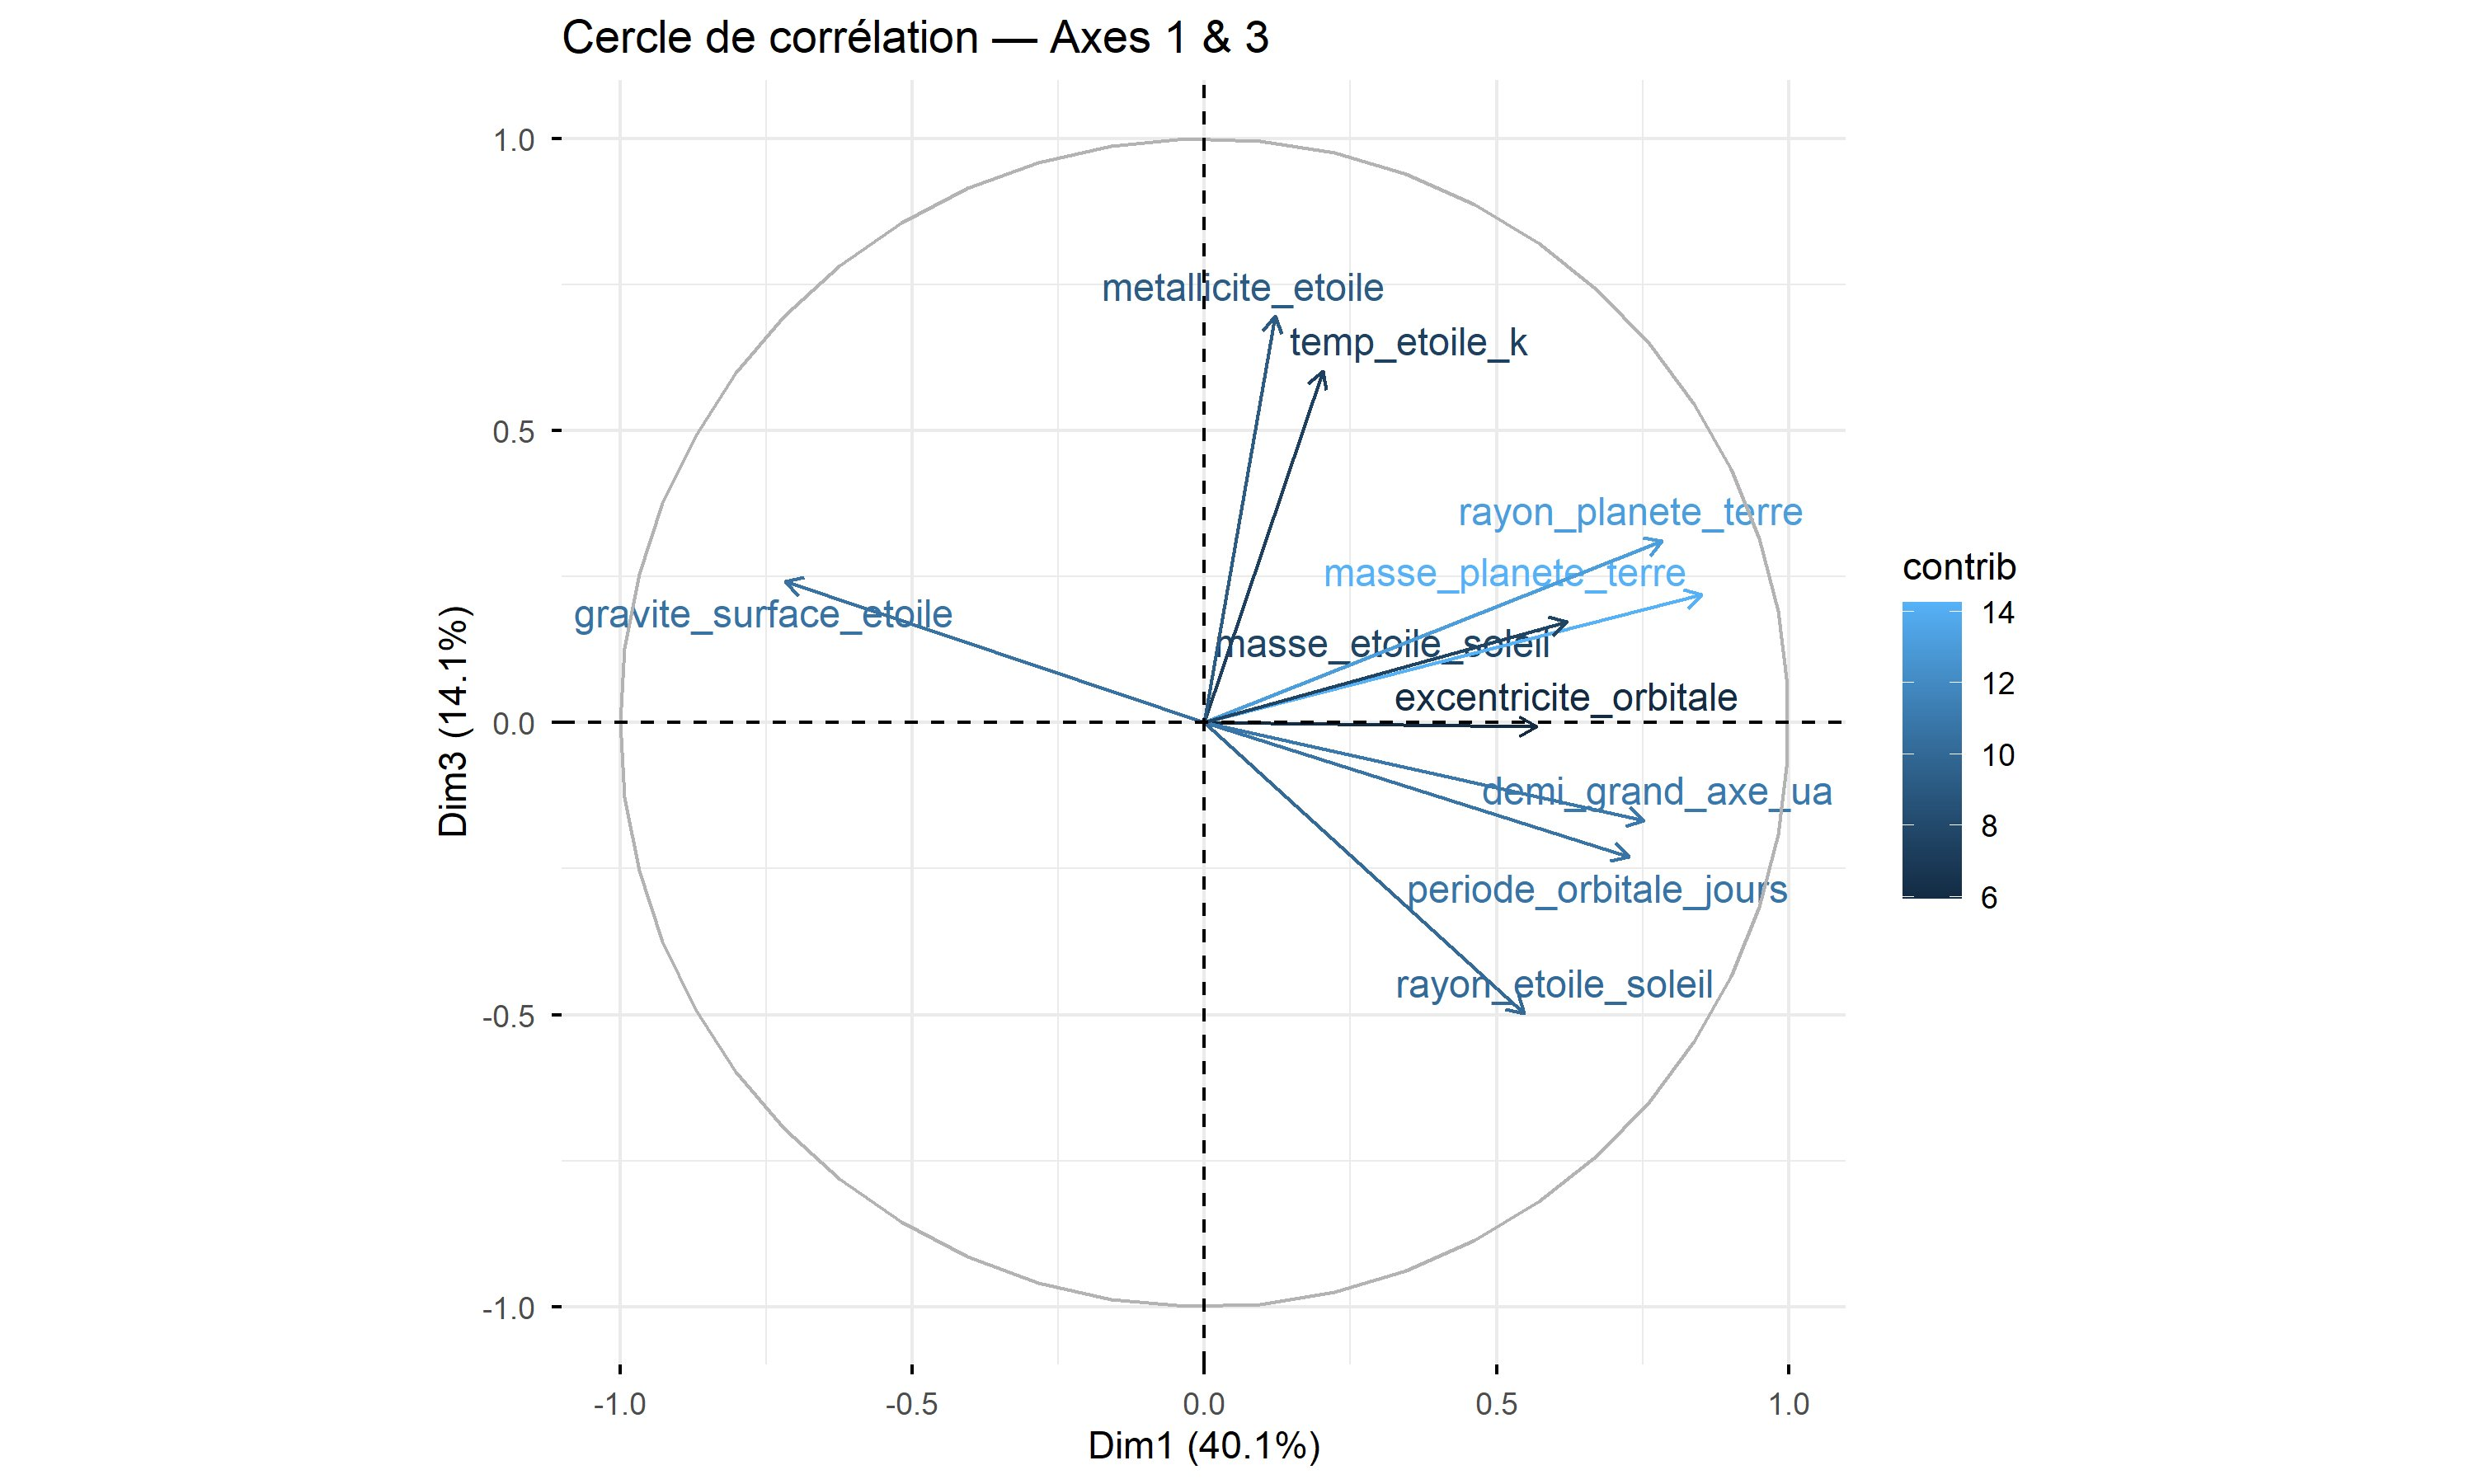 Cercle de corrélation — Axes 1 & 3
Dim3 (14.1%)
1.0
0.5
0.0
-0.5
-1.0
metallicite_etoile
temp_etoile_k
rayon_planete_terre
masse_planete_terre
gravite_surface_etoile
masse_etoile_soleil
excentricite_orbitale
demi_grand_axe_ua
periode_orbitale_jours
rayon_etoile_soleil
-1.0 -0.5 0.0 0.5 1.0
Dim1 (40.1%)
contrib
14
12
10
8
6